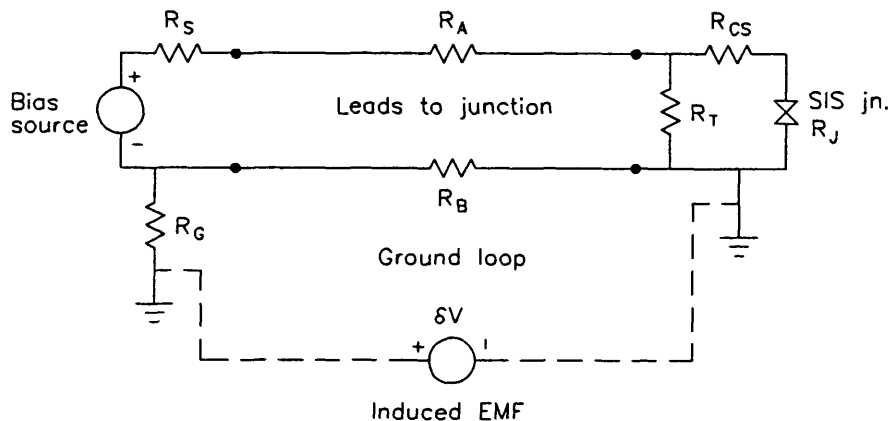 R_S
R_A
R_CS
+
Bias
source
-
Leads to junction
R_T
SIS jn.
R_J
R_B
R_G
Ground loop
δV
+
-
Induced EMF